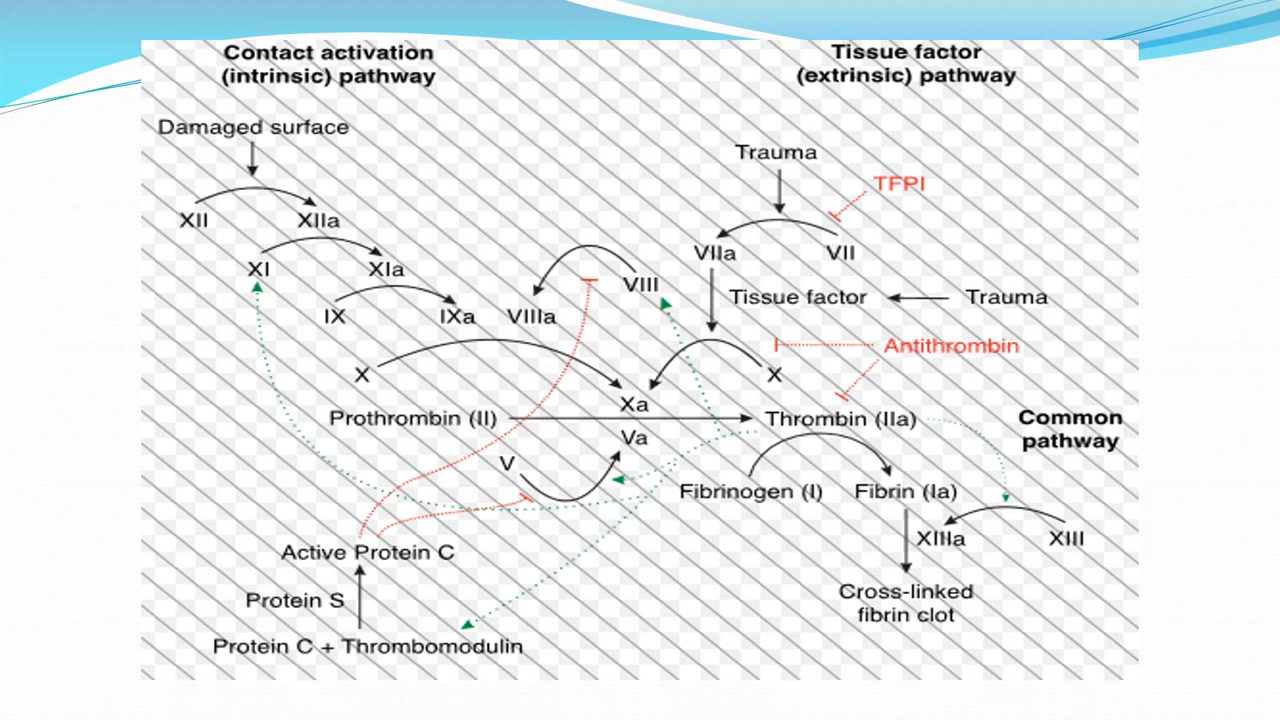 Contact activation
(intrinsic) pathway
Tissue factor
(extrinsic) pathway
Damaged surface
Trauma
TFPI
XII
XIIa
VIIa
VII
XI
XIa
VIII
Tissue factor
Trauma
IX
IXa
VIIIa
Antithrombin
X
X
Xa
Prothrombin (II)
Thrombin (IIa)
Common
pathway
Va
V
Fibrinogen (I)
Fibrin (Ia)
XIIIa
XIII
Active Protein C
Cross-linked
fibrin clot
Protein S
Protein C + Thrombomodulin